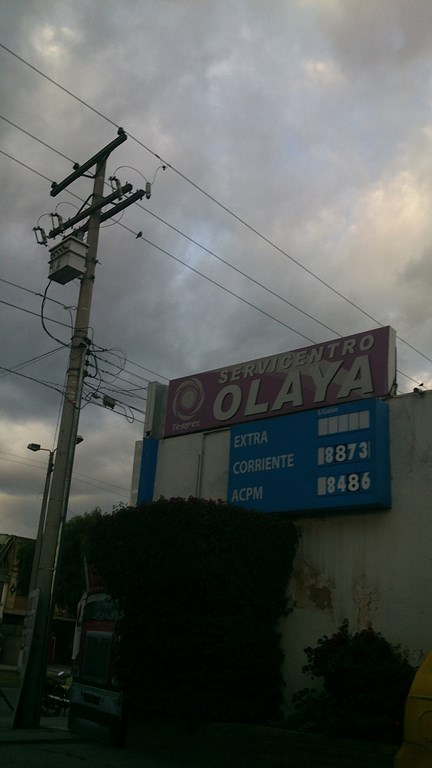 SERVICENTRO
OLAYA
EXTRA
CORRIENTE 8873
ACPM 8486